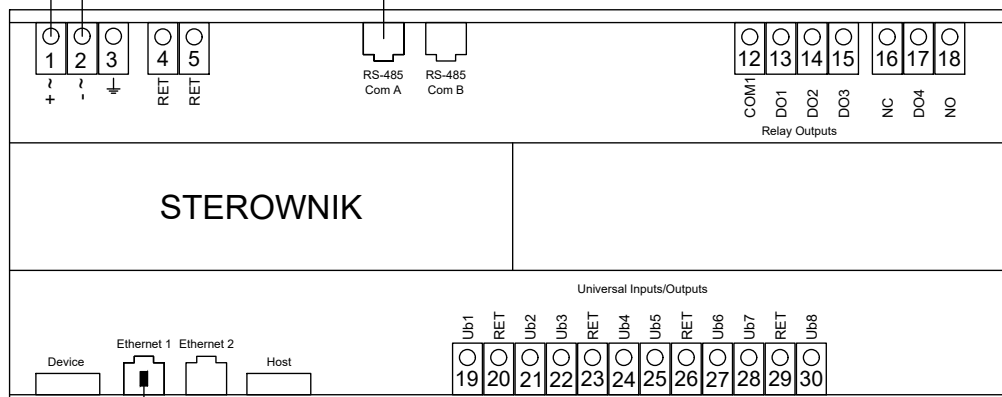 1 2 3 4 5 12 13 14 15 16 17 18
~ + ~ - RET RET
RS-485 Com A
RS-485 Com B
COM1 DO1 DO2 DO3 NC DO4 NO
Relay Outputs
STEROWNIK
Universal Inputs/Outputs
Ub1 RET Ub2 Ub3 RET Ub4 Ub5 RET Ub6 Ub7 RET Ub8
Device
Ethernet 1
Ethernet 2
Host
19 20 21 22 23 24 25 26 27 28 29 30